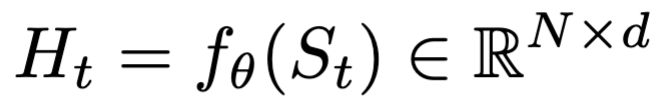 H_t = f_θ(S_t) ∈ ℝ^{N×d}